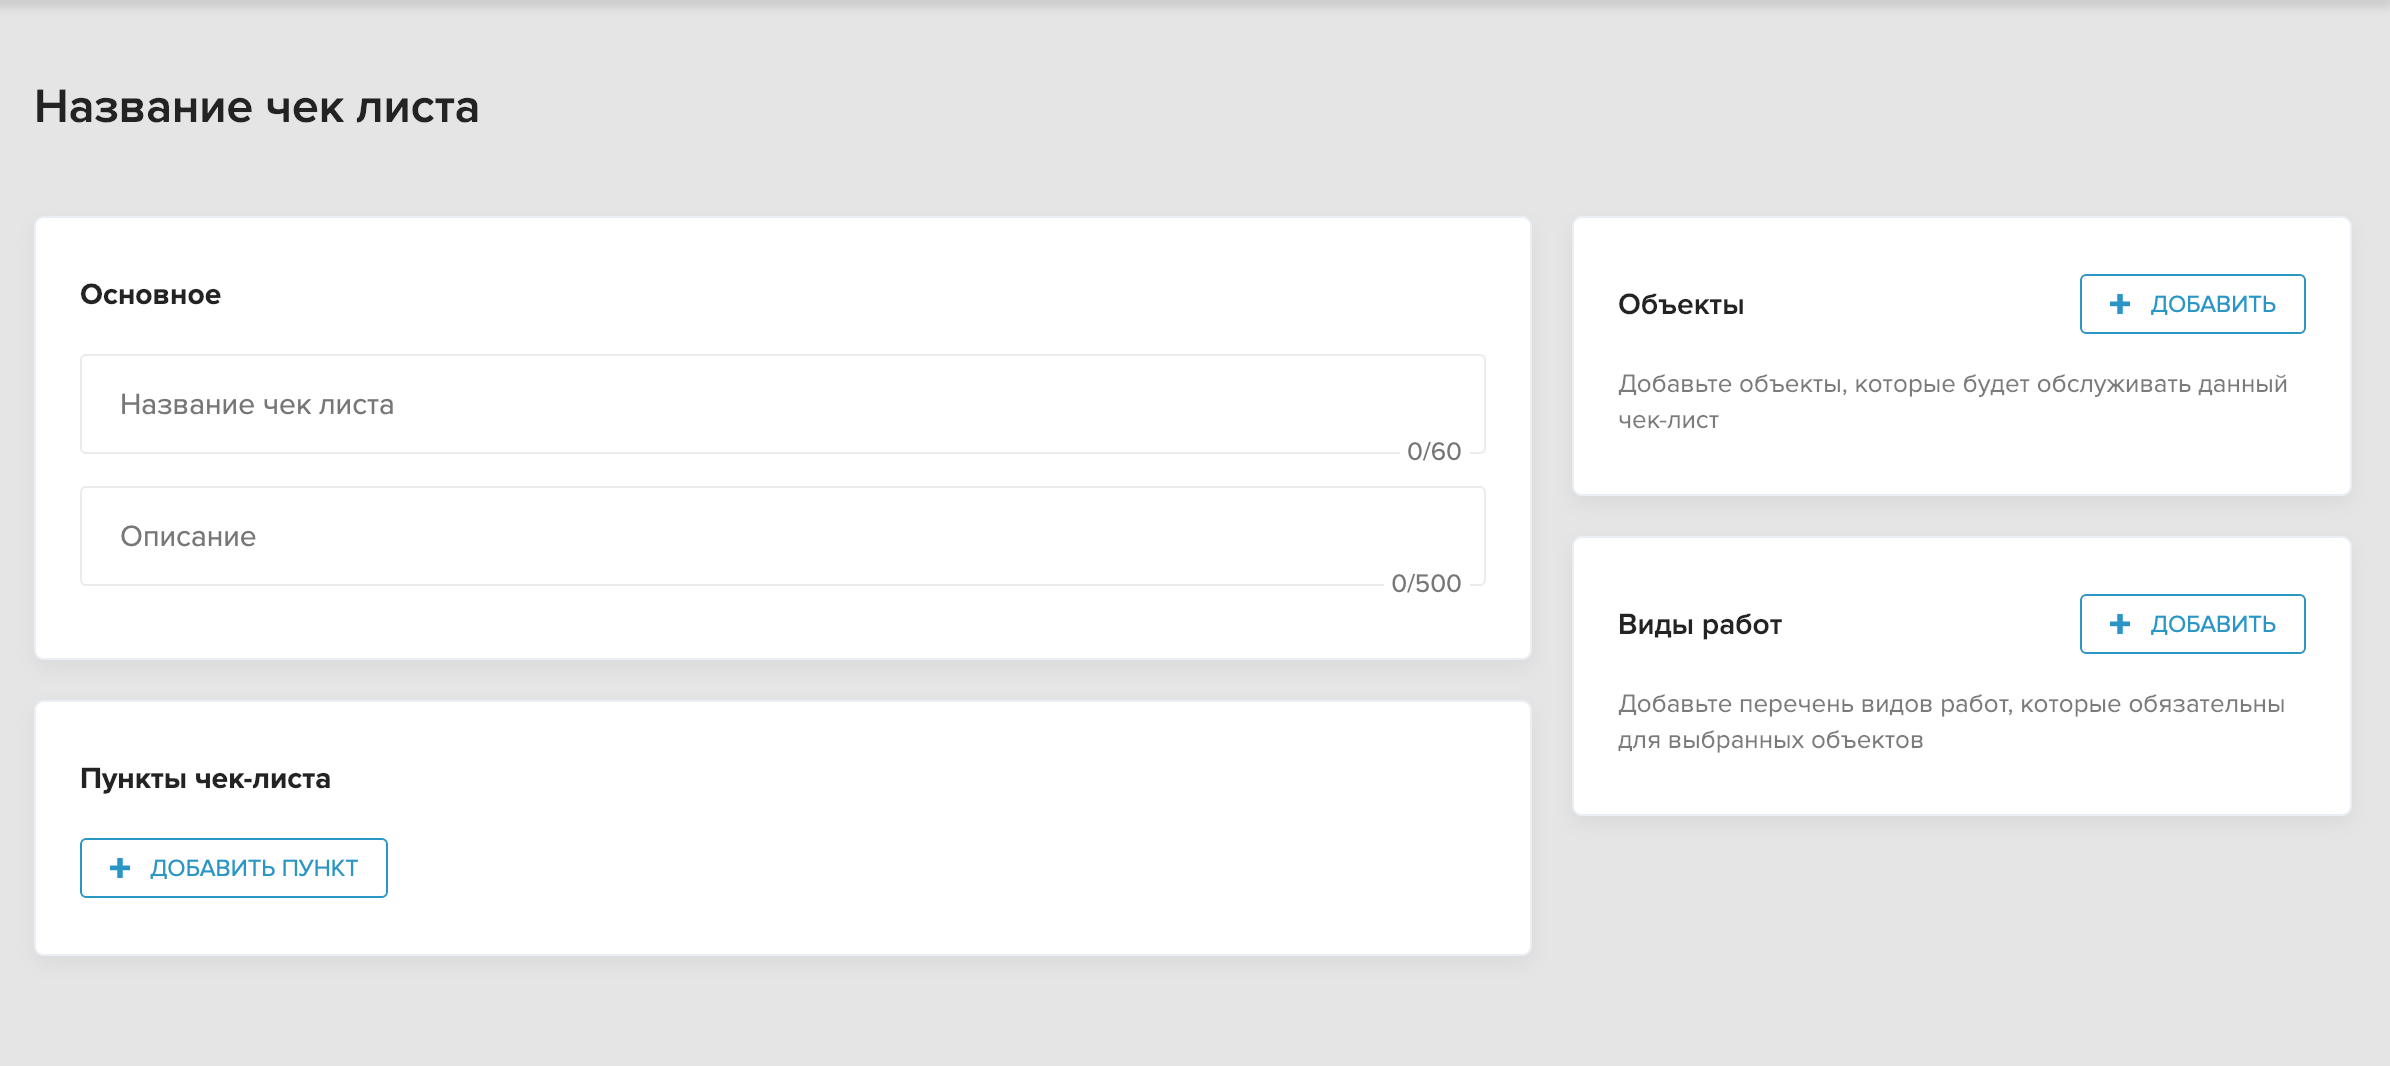 Название чек листа
Основное
Название чек листа
0/60
Описание
0/500
Пункты чек-листа
ДОБАВИТЬ ПУНКТ
Объекты
ДОБАВИТЬ
Добавьте объекты, которые будет обслуживать данный
чек-лист
Виды работ
ДОБАВИТЬ
Добавьте перечень видов работ, которые обязательны
для выбранных объектов